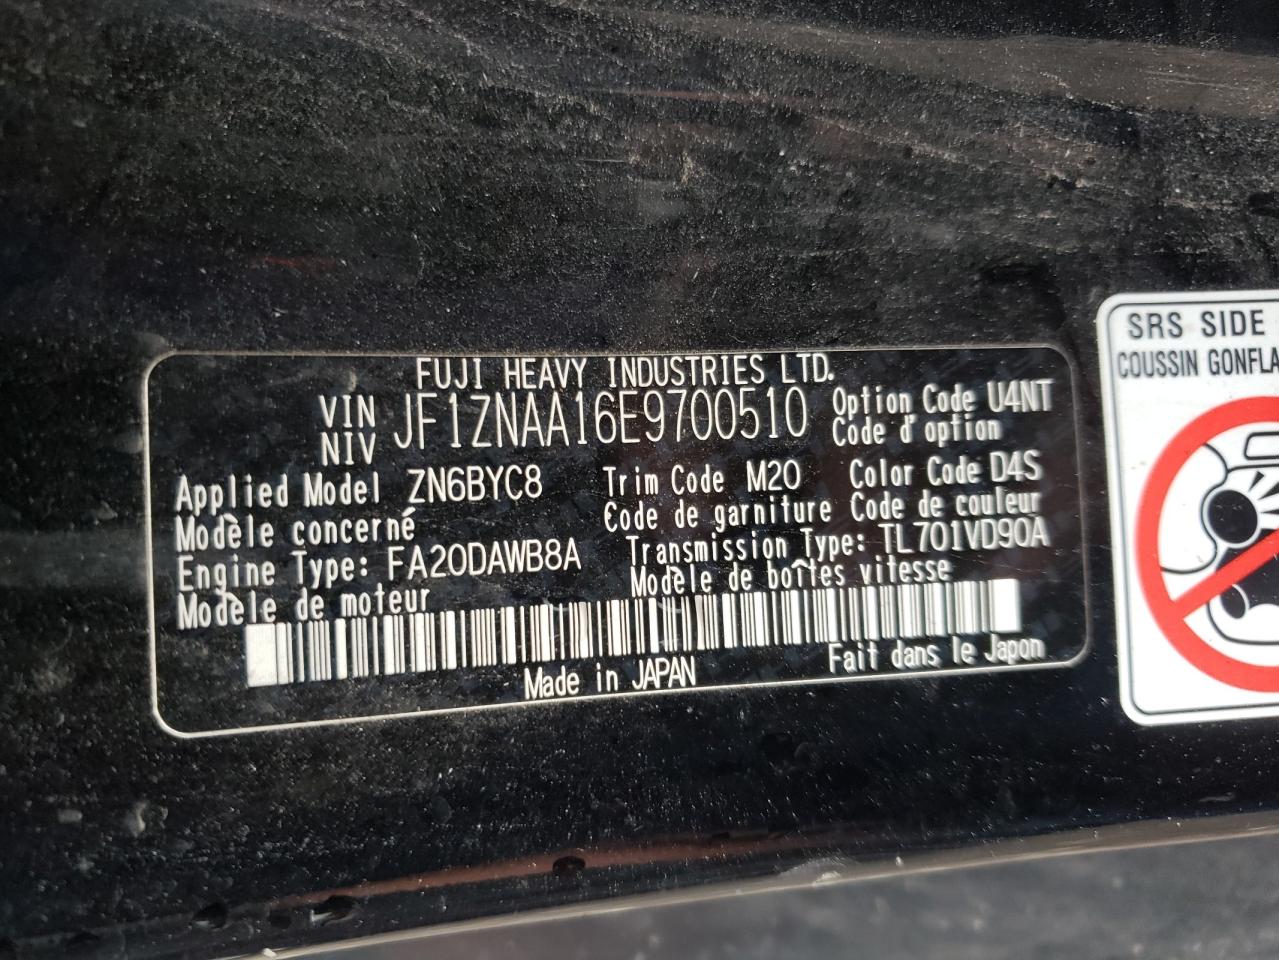 FUJI HEAVY INDUSTRIES LTD.
VIN
NIV
JF1ZNAA16E9700510
Option Code U4NT
Code d'option
Applied Model ZN6BYC8
Modèle concerné
Trim Code M20
Code de garniture
Color Code D4S
Code de couleur
Engine Type: FA20DAWB8A
Modèle de moteur
Transmission Type: TL701VD90A
Modèle de boîtes vitesse
Made in JAPAN
Fait dans le Japon
SRS SIDE
COUSSIN GONFLA